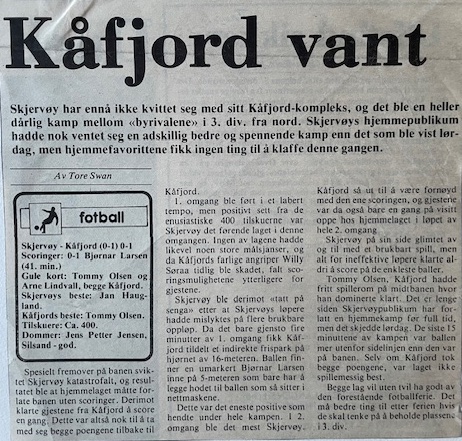 Kåfjord vant
Skjervøy har ennå ikke kvittet seg med sitt Kåfjord-kompleks, og det ble en heller
dårlig kamp mellom «byrivalene» i 3. div. fra nord. Skjervøys hjemmepublikum
hadde nok ventet seg en adskillig bedre og spennende kamp enn det som ble vist lør-
dag, men hjemmefavorittene fikk ingen ting til å klaffe denne gangen.
Av Tore Swan
fotball
Skjervøy - Kåfjord (0-1) 0-1
Scoringer: 0-1 Bjørnar Larsen
(41. min.)
Gule kort: Tommy Olsen og
Arne Lindvall, begge Kåfjord.
Skjervøys beste: Jan Haug-
land.
Kåfjords beste: Tommy Olsen.
Tilskuere: Ca. 400.
Dommer: Jens Petter Jensen,
Silsand - god.
Spesielt fremover på banen svik-
tet Skjervøy katastrofalt, og resul-
tatet ble at hjemmelaget måtte for-
late banen uten scoringer. Derimot
klarte gjestene fra Kåfjord å score
en gang. Dette var altså nok til å ta
med seg begge poengene tilbake til
Kåfjord.
1. omgang ble ført i et labert
tempo, men positivt sett fra de
entusiastiske 400 tilskuerne var
Skjervøy det førende laget i denne
omgangen. Ingen av lagene hadde
likevel noen store målsjanser, og
da Kåfjords farlige angriper Willy
Søraa tidlig ble skadet, falt sco-
ringsmulighetene ytterligere for
gjestene.
Skjervøy ble derimot «tatt på
senga» etter at Skjervøys løpere
hadde mislyktes på flere brukbare
oppløp. Da det bare gjensto fire
minutter av 1. omgang fikk Kåf-
jord tildelt et indirekte frispark på
hjørnet av 16-meteren. Ballen fin-
ner en umarkert Bjørnar Larsen
innenfor 5-meteren som bare har å
legge hodet til ballen som så sitter i
nettmaskene.
Dette var det eneste positive som
hendte under hele kampen. I 2.
omgang ble det mest Skjervøy.
Kåfjord så ut til å være fornøyd
med den ene scoringen, og gjestene
var da også bare en gang på visitt
oppe hos hjemmelaget i løpet av
hele 2. omgang.
Skjervøy på sin side glimtet av
og til med et brukbart spill, men
alt for ineffektive løpere klarte al-
dri å score på de enkleste baller.
Tommy Olsen, Kåfjord hadde
fritt spillerom på midtbanen hvor
han dominerte klart. Det er lenge
siden Skjervøypublikum har for-
latt en hjemmekamp før full tid,
men det skjedde lørdag. De siste 15
minuttene av kampen var ballen
mer utenfor sidelinjen enn den var
på banen. Selv om Kåfjord tok
begge poengene, var laget ikke
spillemessig best.
Begge lag vil uten tvil ha godt av
den forestående fotballferie. Det
må bedre ting til etter ferien hvis
de skal tenke på å beholde plassen
i 3. div.